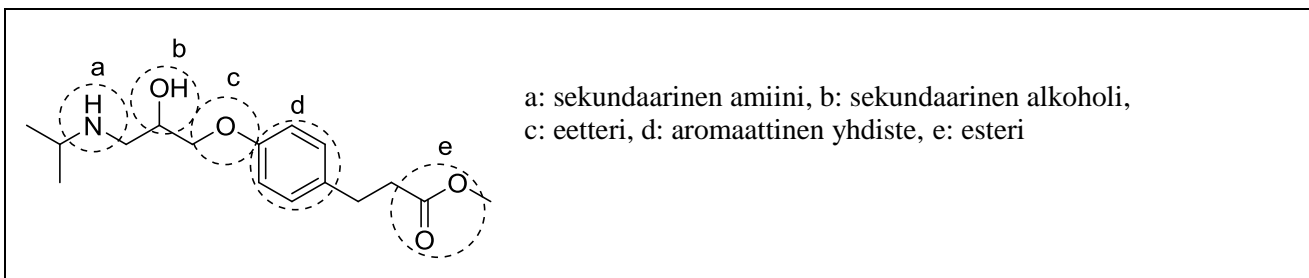 b
a
c
OH
d
H
N
O
e
O
O
a: sekundaarinen amiini, b: sekundaarinen alkoholi,
c: eetteri, d: aromaattinen yhdiste, e: esteri